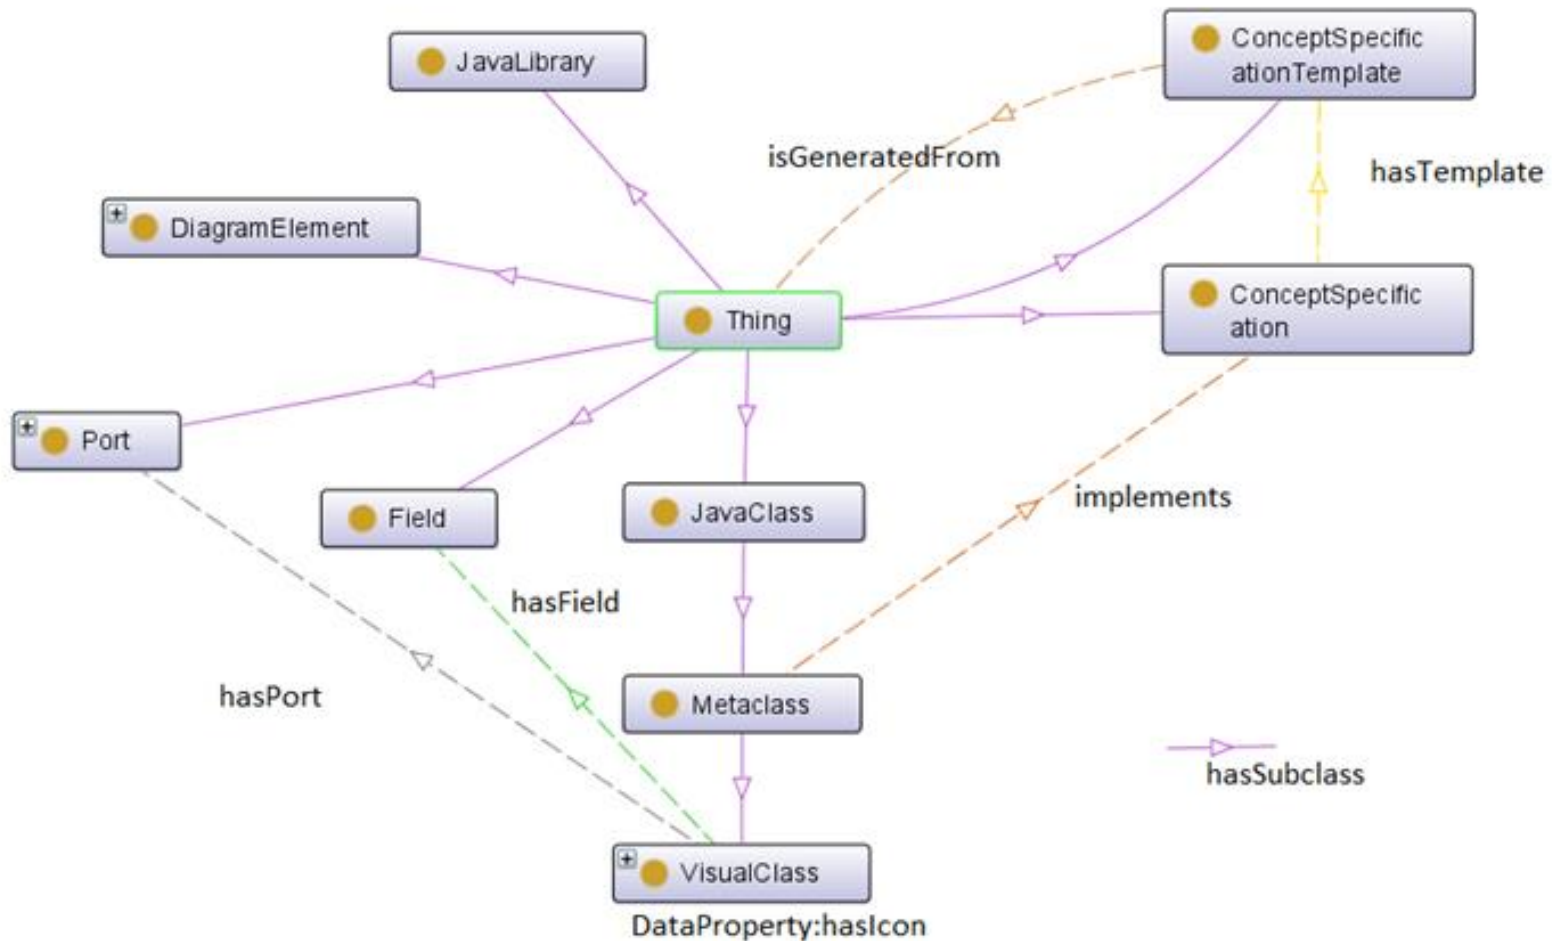 JavaLibrary
ConceptSpecific
ationTemplate
isGeneratedFrom
hasTemplate
DiagramElement
Thing
ConceptSpecific
ation
Port
Field
JavaClass
implements
hasField
hasPort
Metaclass
hasSubclass
VisualClass
DataProperty:hasIcon